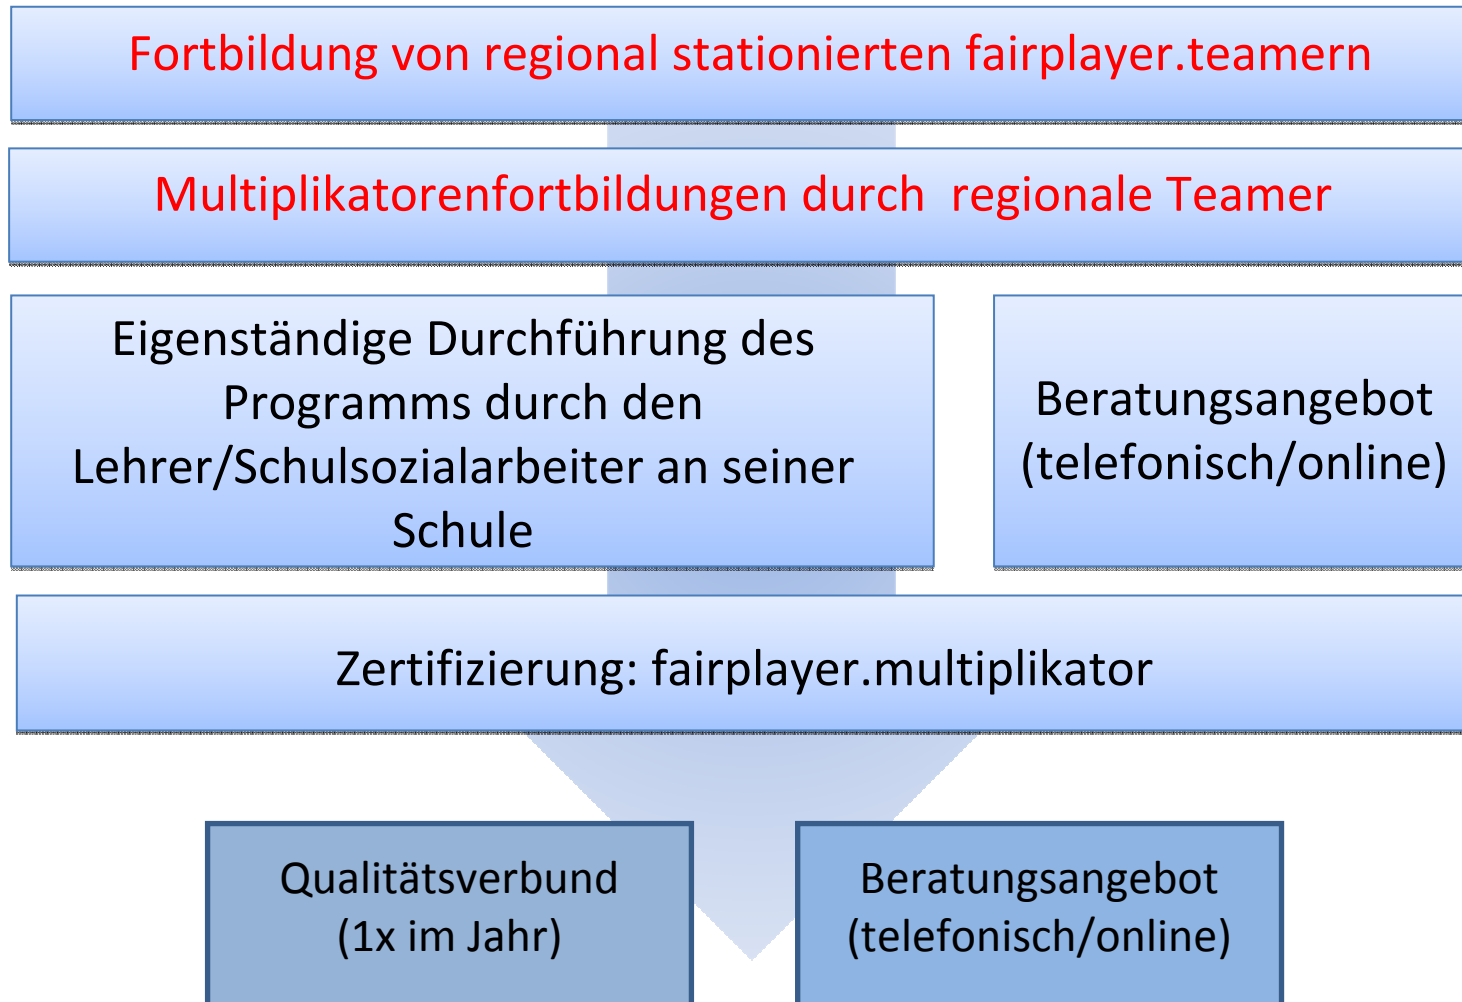 Fortbildung von regional stationierten fairplayer.teamern
Multiplikatorenfortbildungen durch regionale Teamer
Eigenständige Durchführung des
Programms durch den
Lehrer/Schulsozialarbeiter an seiner
Schule
Beratungsangebot
(telefonisch/online)
Zertifizierung: fairplayer.multiplikator
Qualitätsverbund
(1x im Jahr)
Beratungsangebot
(telefonisch/online)